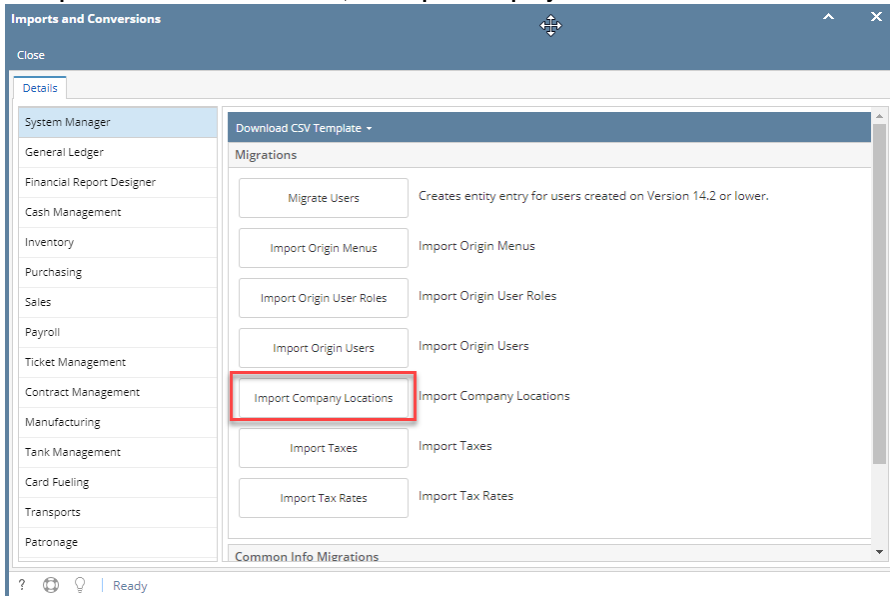 Imports and Conversions
Close
Details
System Manager
General Ledger
Financial Report Designer
Cash Management
Inventory
Purchasing
Sales
Payroll
Ticket Management
Contract Management
Manufacturing
Tank Management
Card Fueling
Transports
Patronage
Download CSV Template
Migrations
Migrate Users Creates entity entry for users created on Version 14.2 or lower.
Import Origin Menus Import Origin Menus
Import Origin User Roles Import Origin User Roles
Import Origin Users Import Origin Users
Import Company Locations Import Company Locations
Import Taxes Import Taxes
Import Tax Rates Import Tax Rates
Common Info Migrations
? Ready